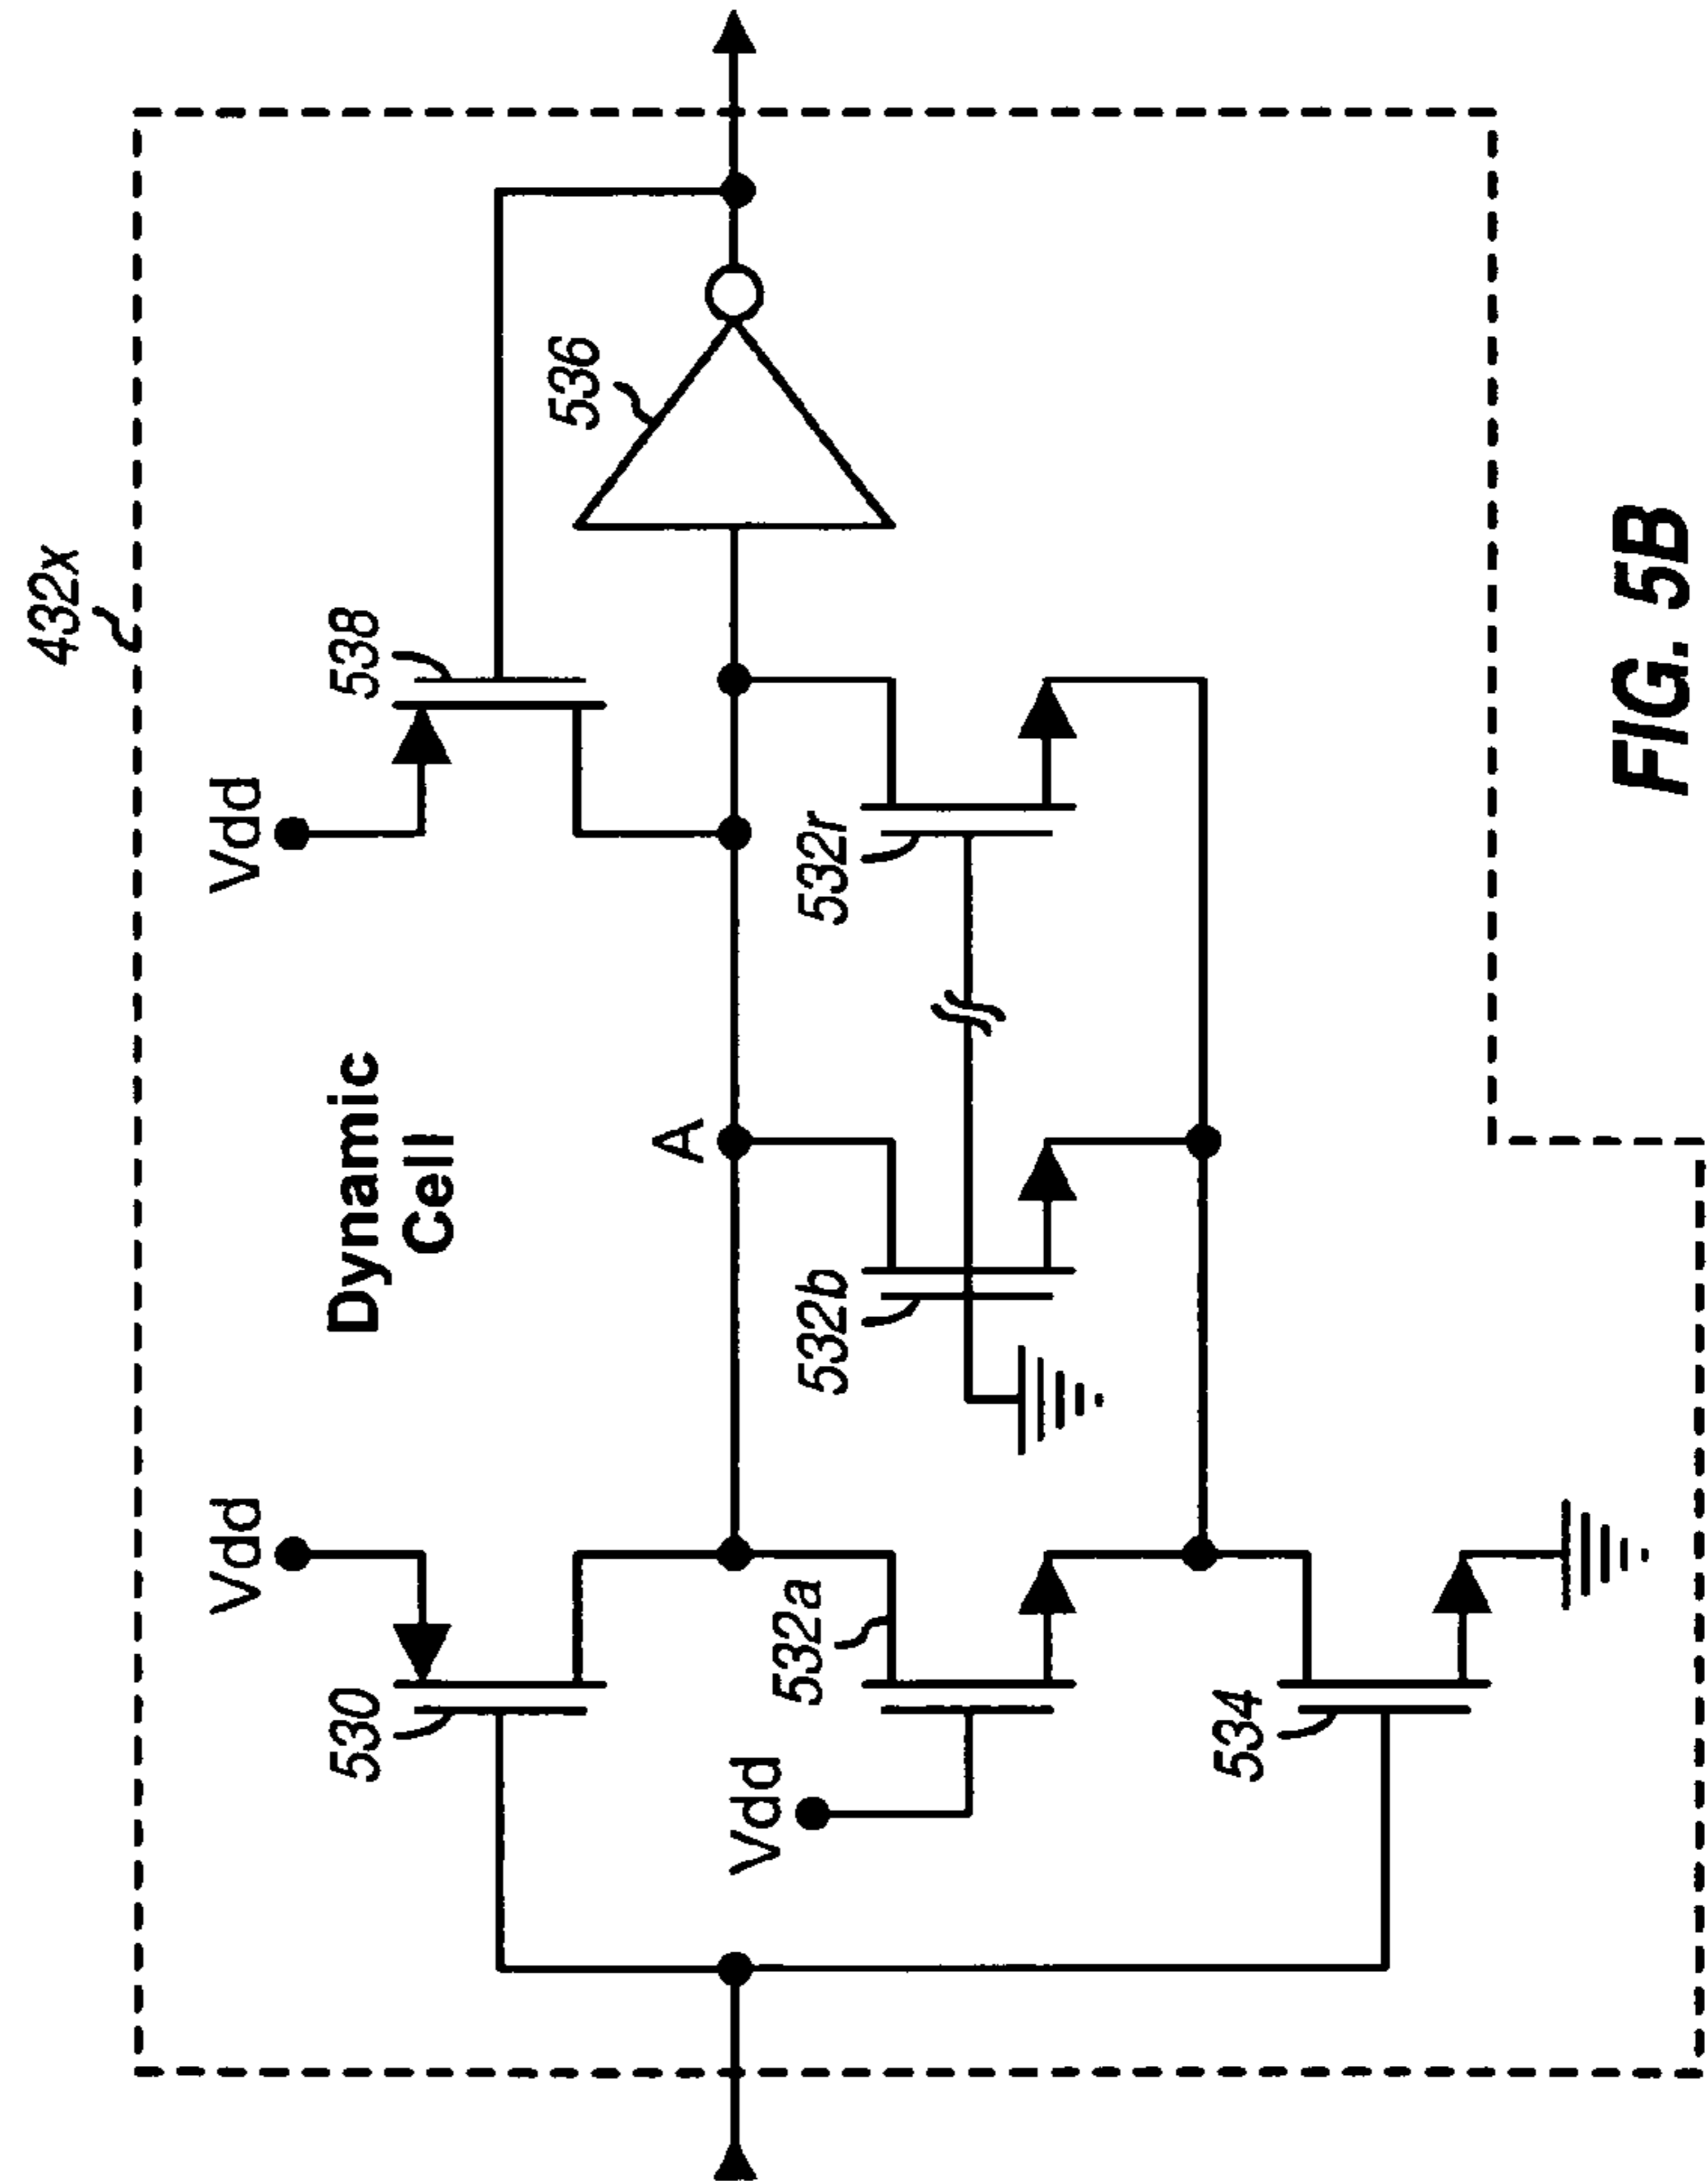 432x
Vdd
530
Dynamic
Cell
Vdd
538
Vdd
532a
A
532b
532r
536
534
FIG. 5B